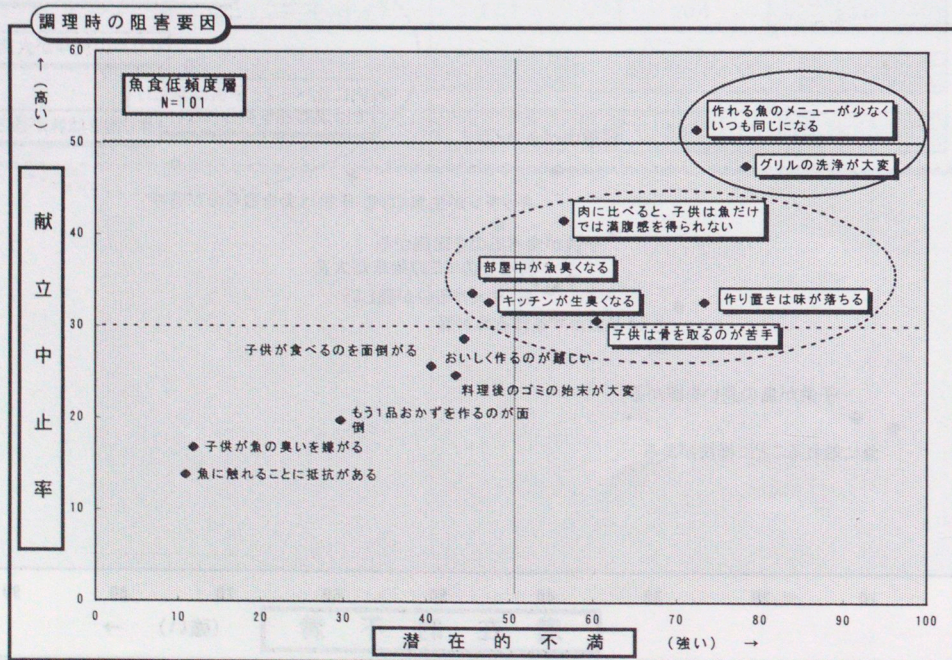 調理時の阻害要因
60
↑
(高い)
魚食低頻度層
N=101
作れる魚のメニューが少なく
いつも同じになる
50
グリルの洗浄が大変
献立中止率
肉に比べると、子供は魚だけ
では満腹感を得られない
40
部屋中が魚臭くなる
キッチンが生臭くなる
作り置きは味が落ちる
30
子供は骨を取るのが苦手
子供が食べるのを面倒がる
おいしく作るのが難しい
料理後のゴミの始末が大変
20
もう1品おかずを作るのが面
倒
子供が魚の臭いを嫌がる
魚に触れることに抵抗がある
10
0
0 10 20 30 40 50 60 70 80 90 100
潜在的不満 (強い) →